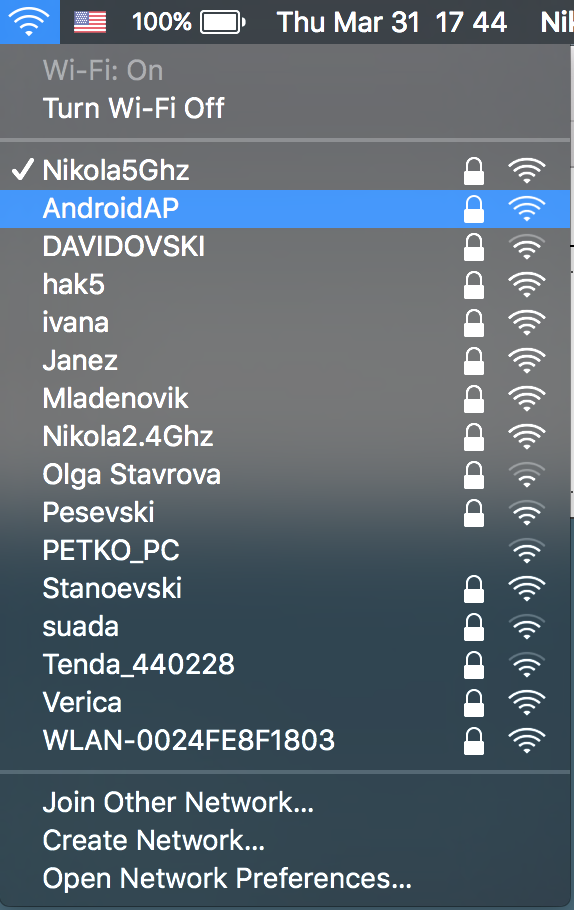 100% Thu Mar 31 17 44 Nik
Wi-Fi: On
Turn Wi-Fi Off
Nikola5Ghz
AndroidAP
DAVIDOVSKI
hak5
ivana
Janez
Mladenovik
Nikola2.4Ghz
Olga Stavrova
Pesevski
PETKO_PC
Stanoevski
suada
Tenda_440228
Verica
WLAN-0024FE8F1803
Join Other Network...
Create Network...
Open Network Preferences...